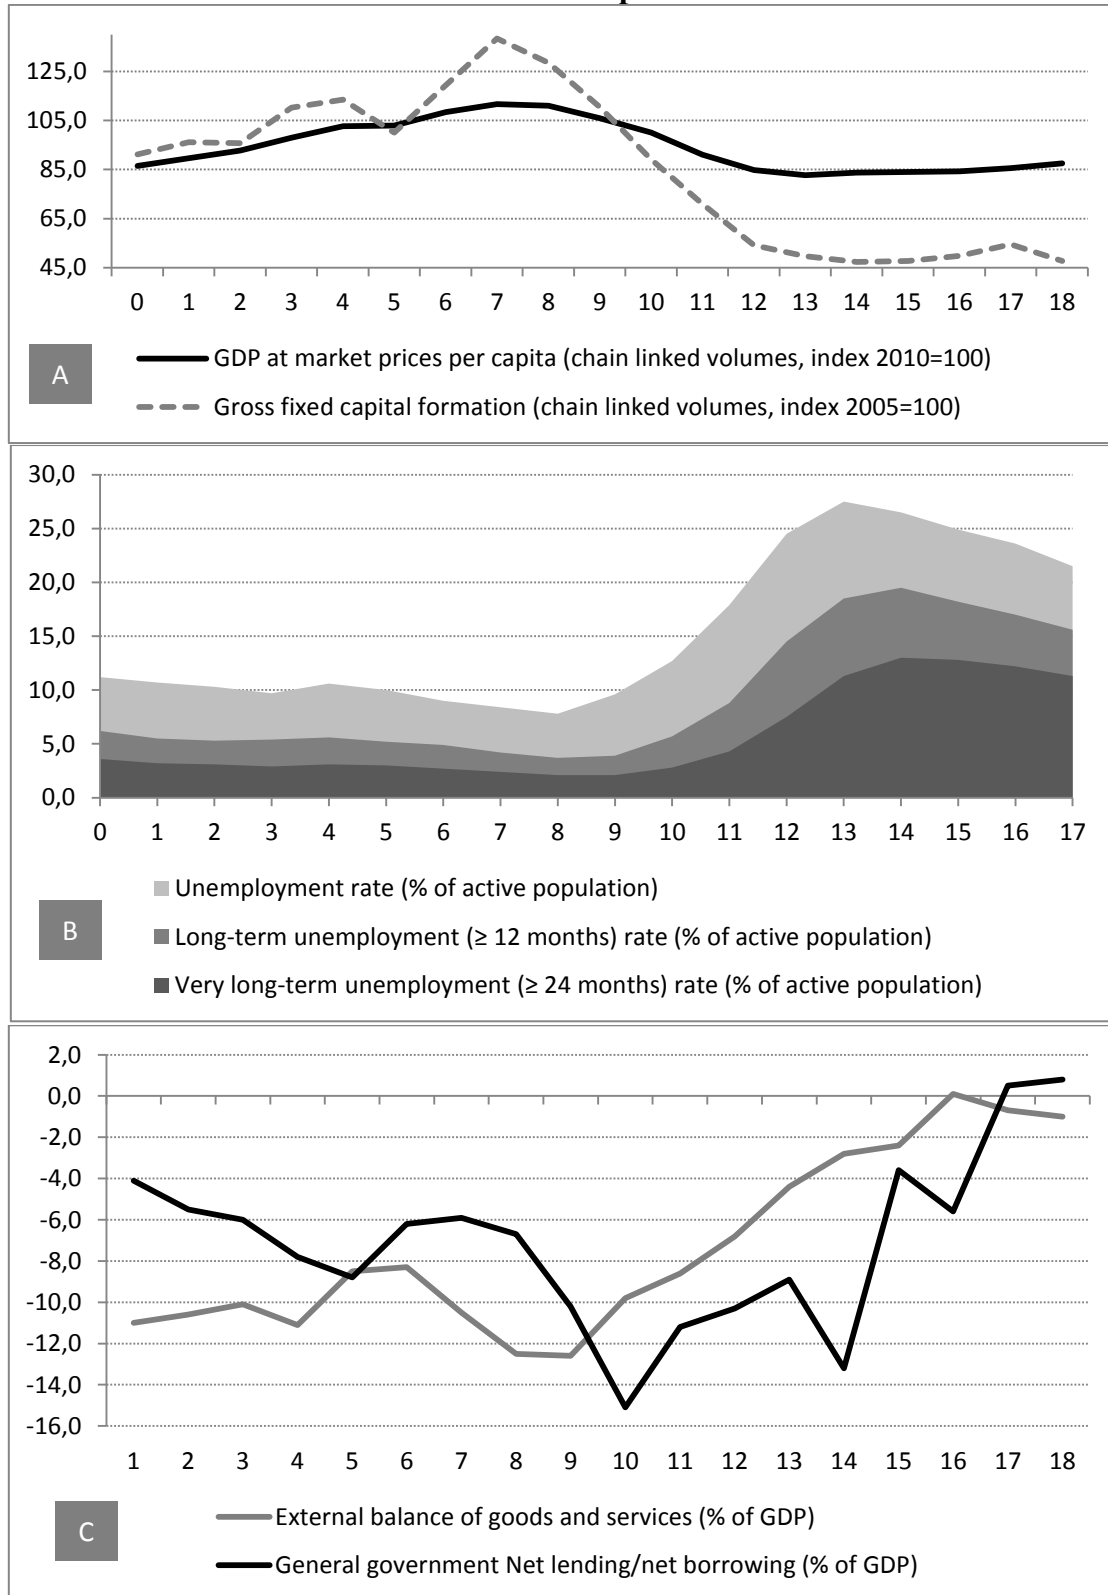 125,0
105,0
85,0
65,0
45,0
0 1 2 3 4 5 6 7 8 9 10 11 12 13 14 15 16 17 18
A
GDP at market prices per capita (chain linked volumes, index 2010=100)
Gross fixed capital formation (chain linked volumes, index 2005=100)
30,0
25,0
20,0
15,0
10,0
5,0
0,0
0 1 2 3 4 5 6 7 8 9 10 11 12 13 14 15 16 17
B
Unemployment rate (% of active population)
Long-term unemployment (≥ 12 months) rate (% of active population)
Very long-term unemployment (≥ 24 months) rate (% of active population)
2,0
0,0
-2,0
-4,0
-6,0
-8,0
-10,0
-12,0
-14,0
-16,0
1 2 3 4 5 6 7 8 9 10 11 12 13 14 15 16 17 18
C
External balance of goods and services (% of GDP)
General government Net lending/net borrowing (% of GDP)